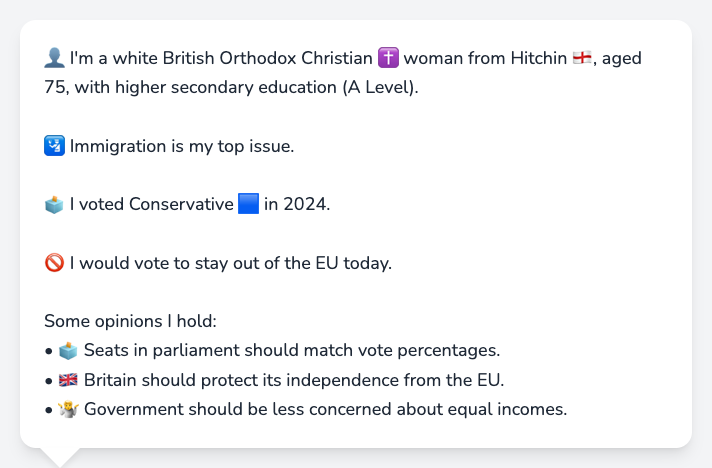 👤 I'm a white British Orthodox Christian ✝️ woman from Hitchin 🏴󠁧󠁢󠁥󠁮󠁧󠁿, aged
75, with higher secondary education (A Level).
🛂 Immigration is my top issue.
🗳️ I voted Conservative 🟦 in 2024.
🚫 I would vote to stay out of the EU today.
Some opinions I hold:
• 🗳️ Seats in parliament should match vote percentages.
• 🇬🇧 Britain should protect its independence from the EU.
• 🤷 Government should be less concerned about equal incomes.